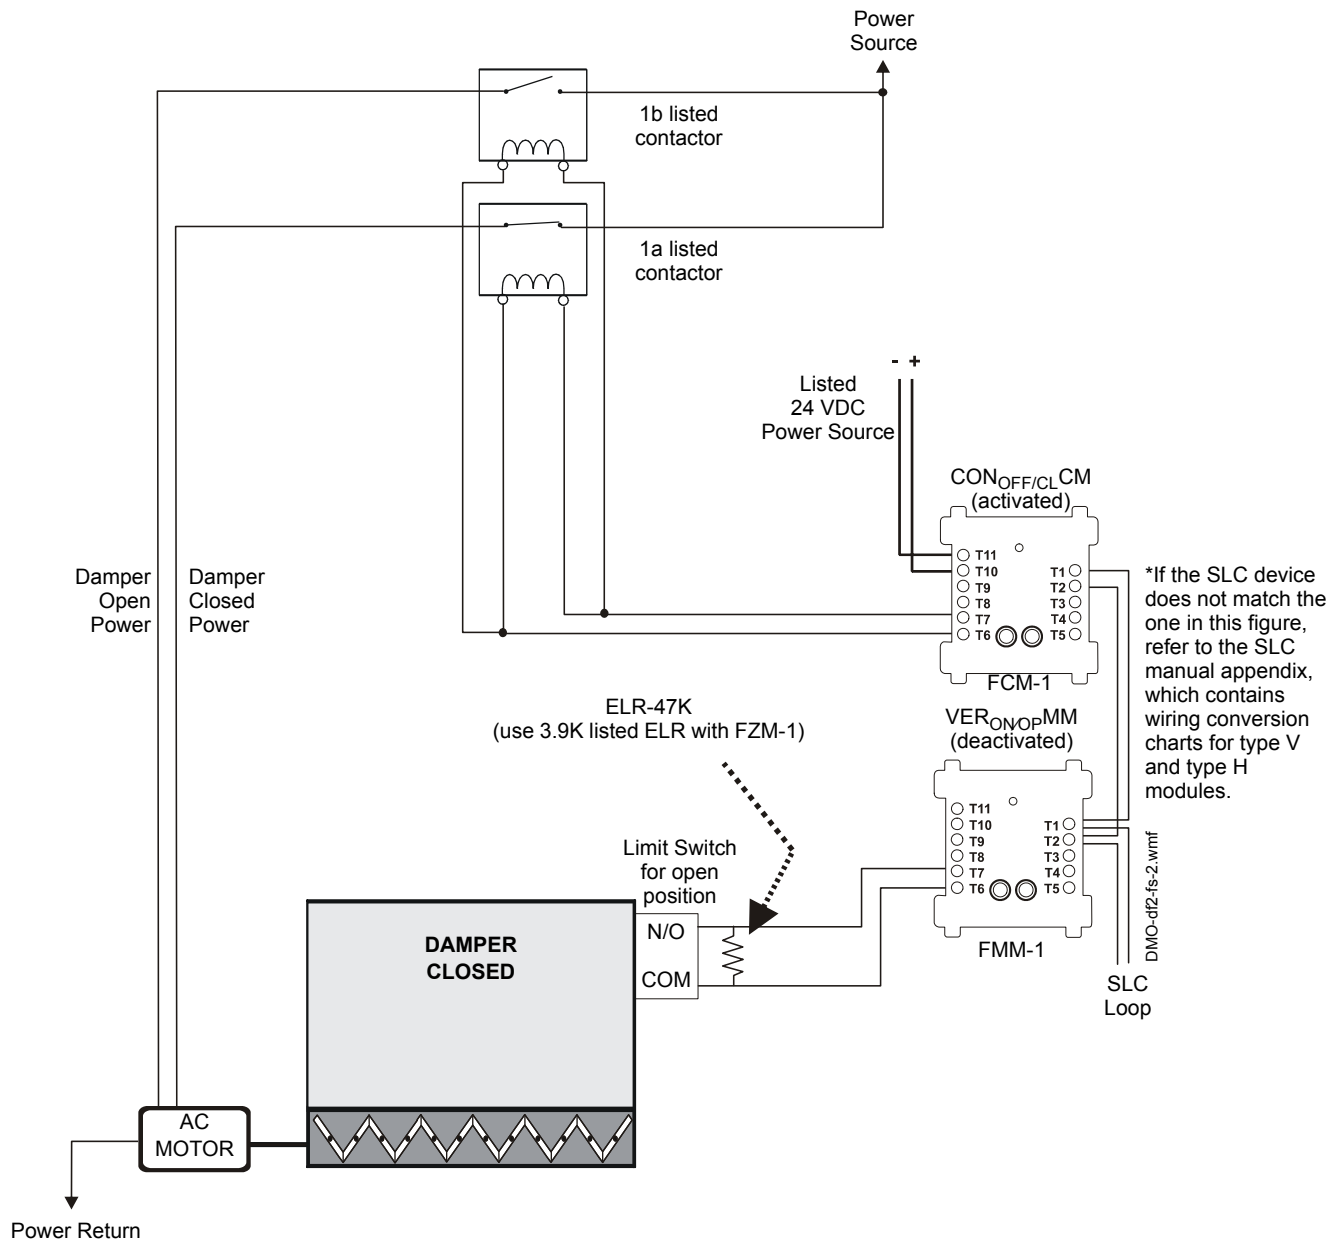 Power
Source
1b listed
contactor
1a listed
contactor
- +
Listed
24 VDC
Power Source
CONOFF/CLCM
(activated)
T11
T10
T9
T8
T7
T6
T1
T2
T3
T4
T5
FCM-1
Damper
Open
Power
Damper
Closed
Power
*If the SLC device
does not match the
one in this figure,
refer to the SLC
manual appendix,
which contains
wiring conversion
charts for type V
and type H
modules.
ELR-47K
(use 3.9K listed ELR with FZM-1)
VERON/OPMM
(deactivated)
T11
T10
T9
T8
T7
T6
T1
T2
T3
T4
T5
FMM-1
Limit Switch
for open
position
N/O
COM
DAMPER
CLOSED
DMO-df2-fs-2.wmf
SLC
Loop
AC
MOTOR
Power Return